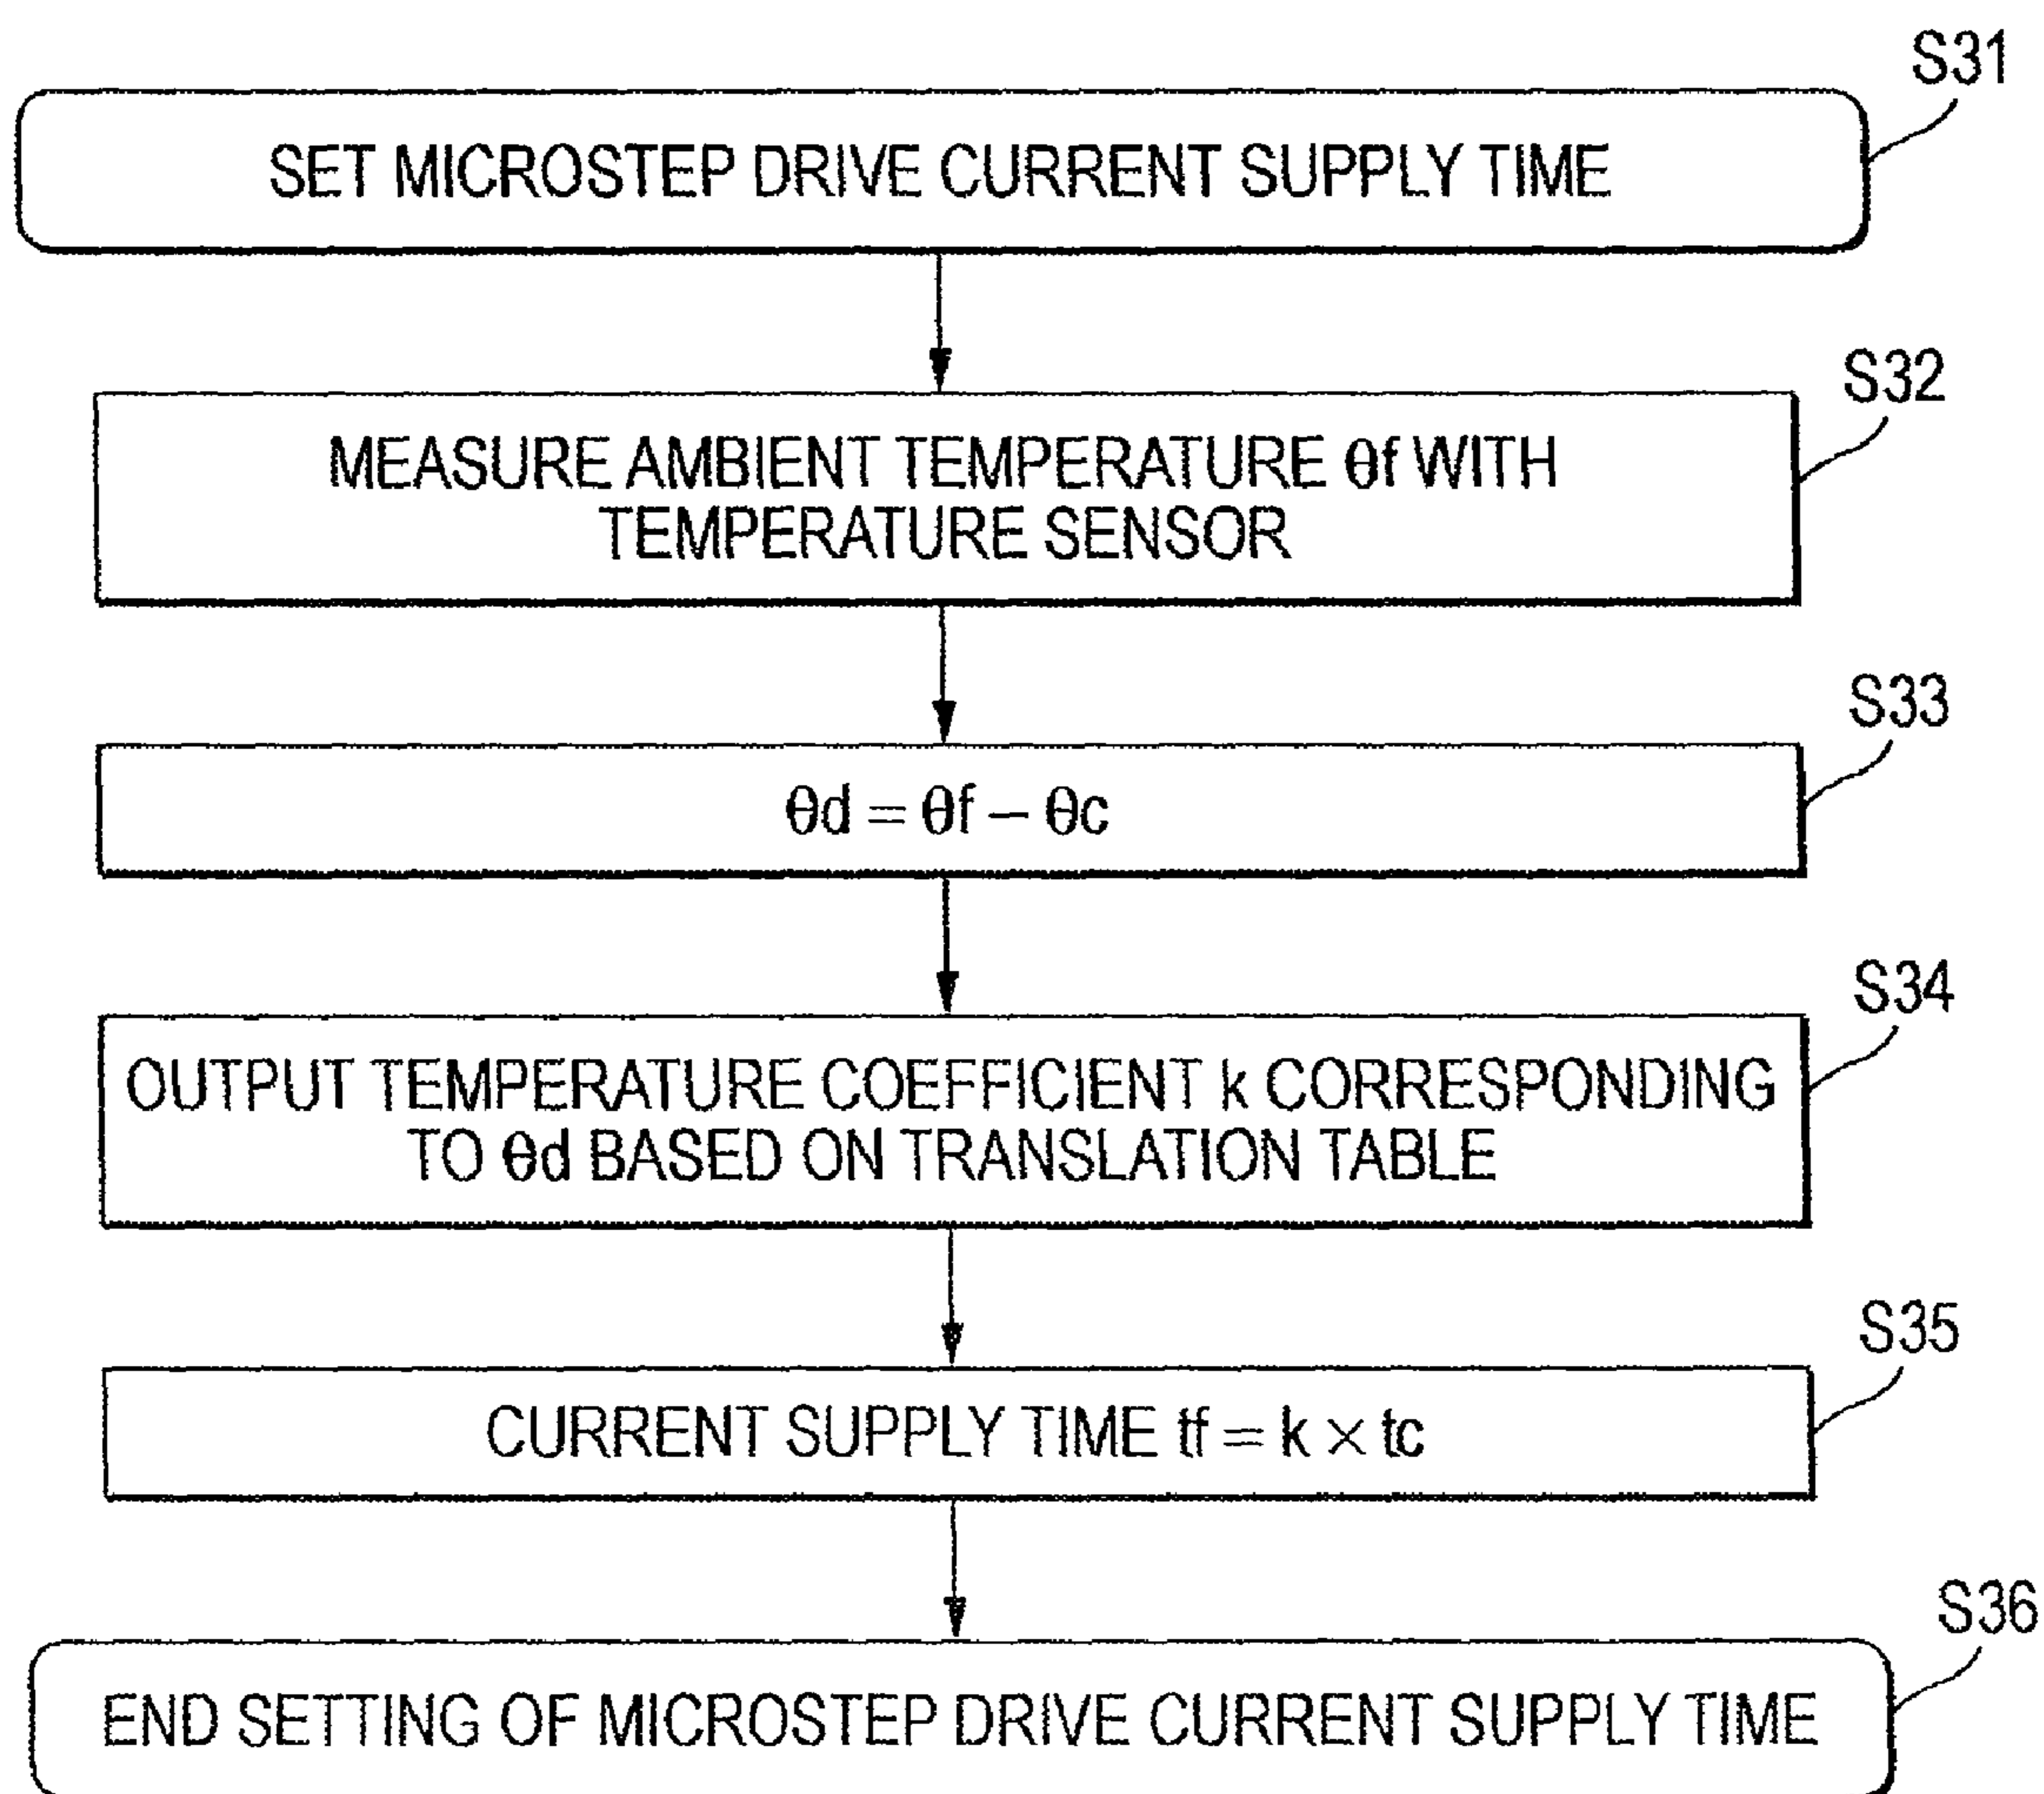 S31
SET MICROSTEP DRIVE CURRENT SUPPLY TIME
S32
MEASURE AMBIENT TEMPERATURE θf WITH
TEMPERATURE SENSOR
S33
θd = θf – θc
S34
OUTPUT TEMPERATURE COEFFICIENT k CORRESPONDING
TO θd BASED ON TRANSLATION TABLE
S35
CURRENT SUPPLY TIME tf = k × tc
S36
END SETTING OF MICROSTEP DRIVE CURRENT SUPPLY TIME